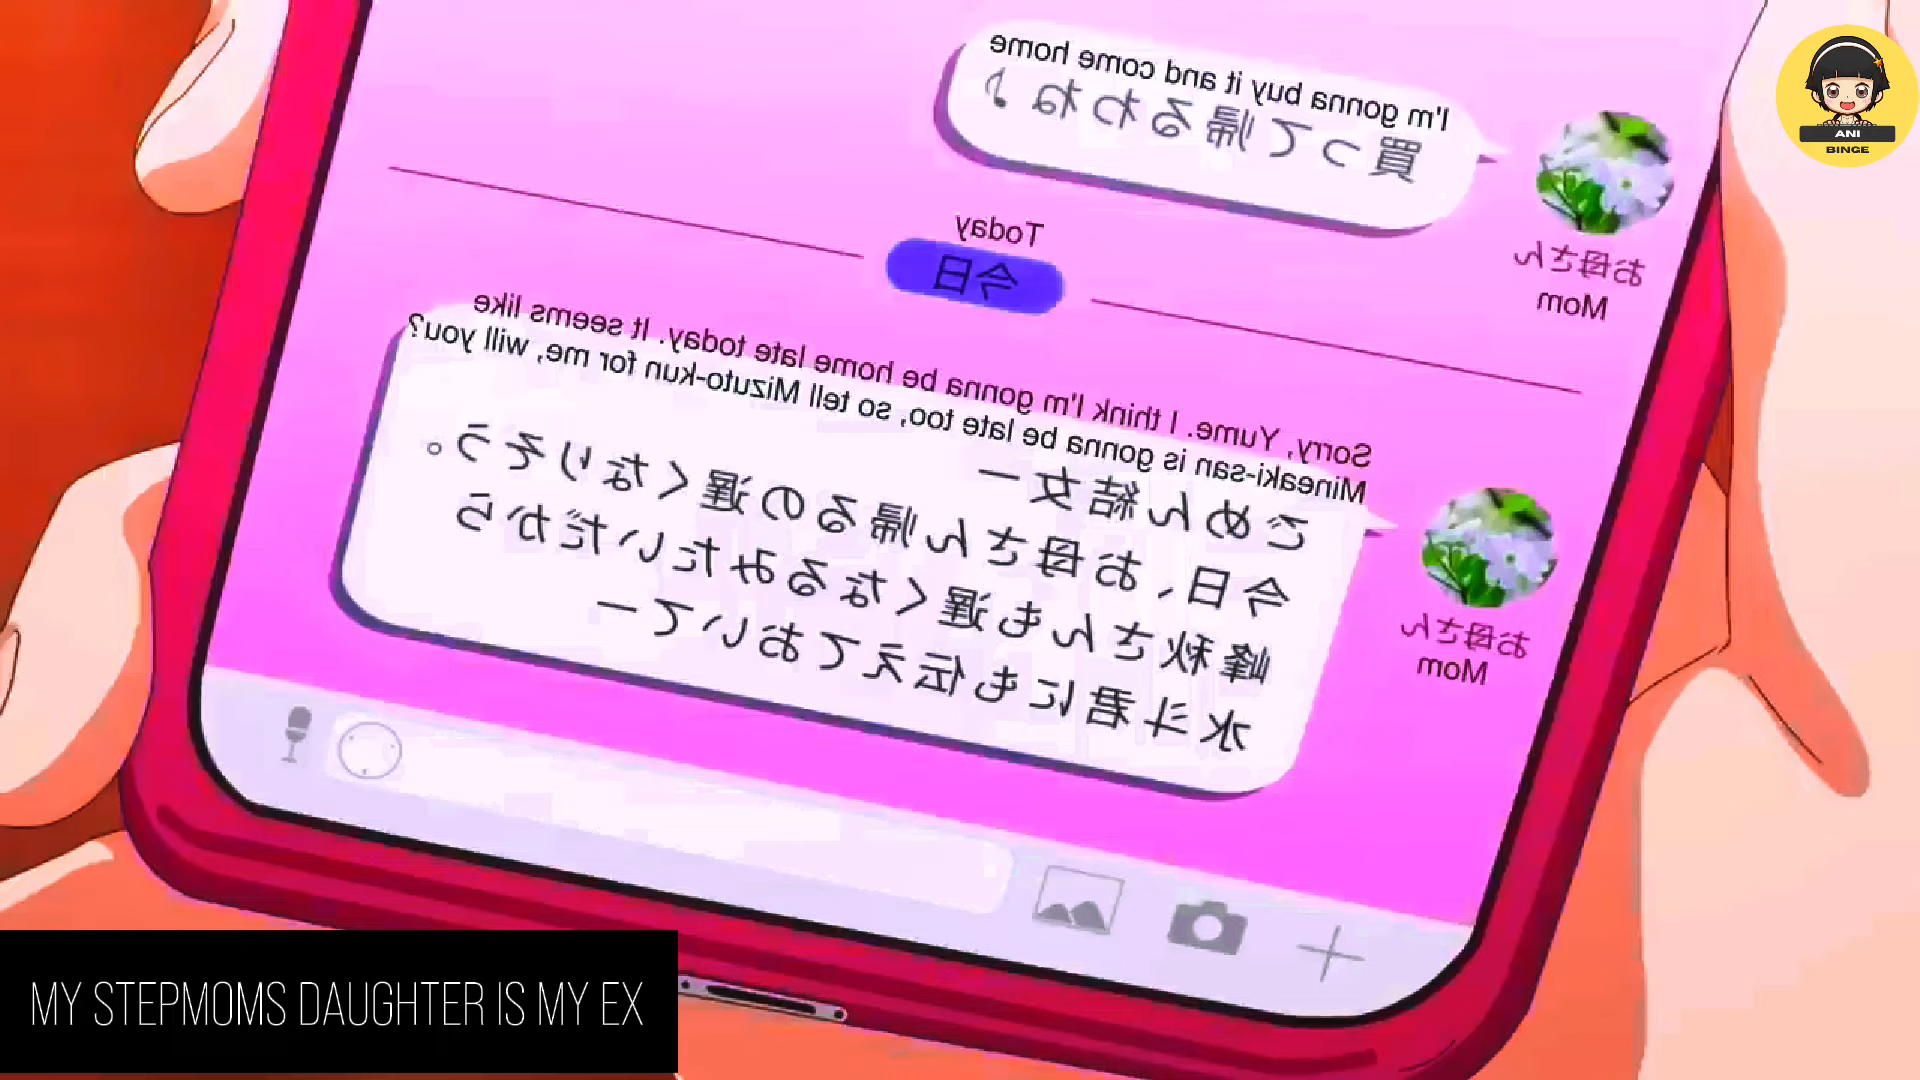 I'm gonna buy it and come home
買って帰るわね♪
お母さん
Mom
Today
今日
Sorry, Yume. I think I'm gonna be home late today. It seems like
Mineaki-san is gonna be late too, so tell Mizuto-kun for me, will you?
ごめん結女ー
今日、お母さん帰るの遅くなりそう。
峰秋さんも遅くなるみたいだから
水斗君にも伝えておいてー
お母さん
Mom
ANI
BINGE
MY STEPMOMS DAUGHTER IS MY EX